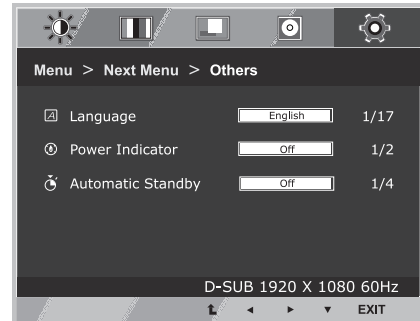 Menu > Next Menu > Others
Language English 1/17
Power Indicator Off 1/2
Automatic Standby Off 1/4
D-SUB 1920 X 1080 60Hz
EXIT